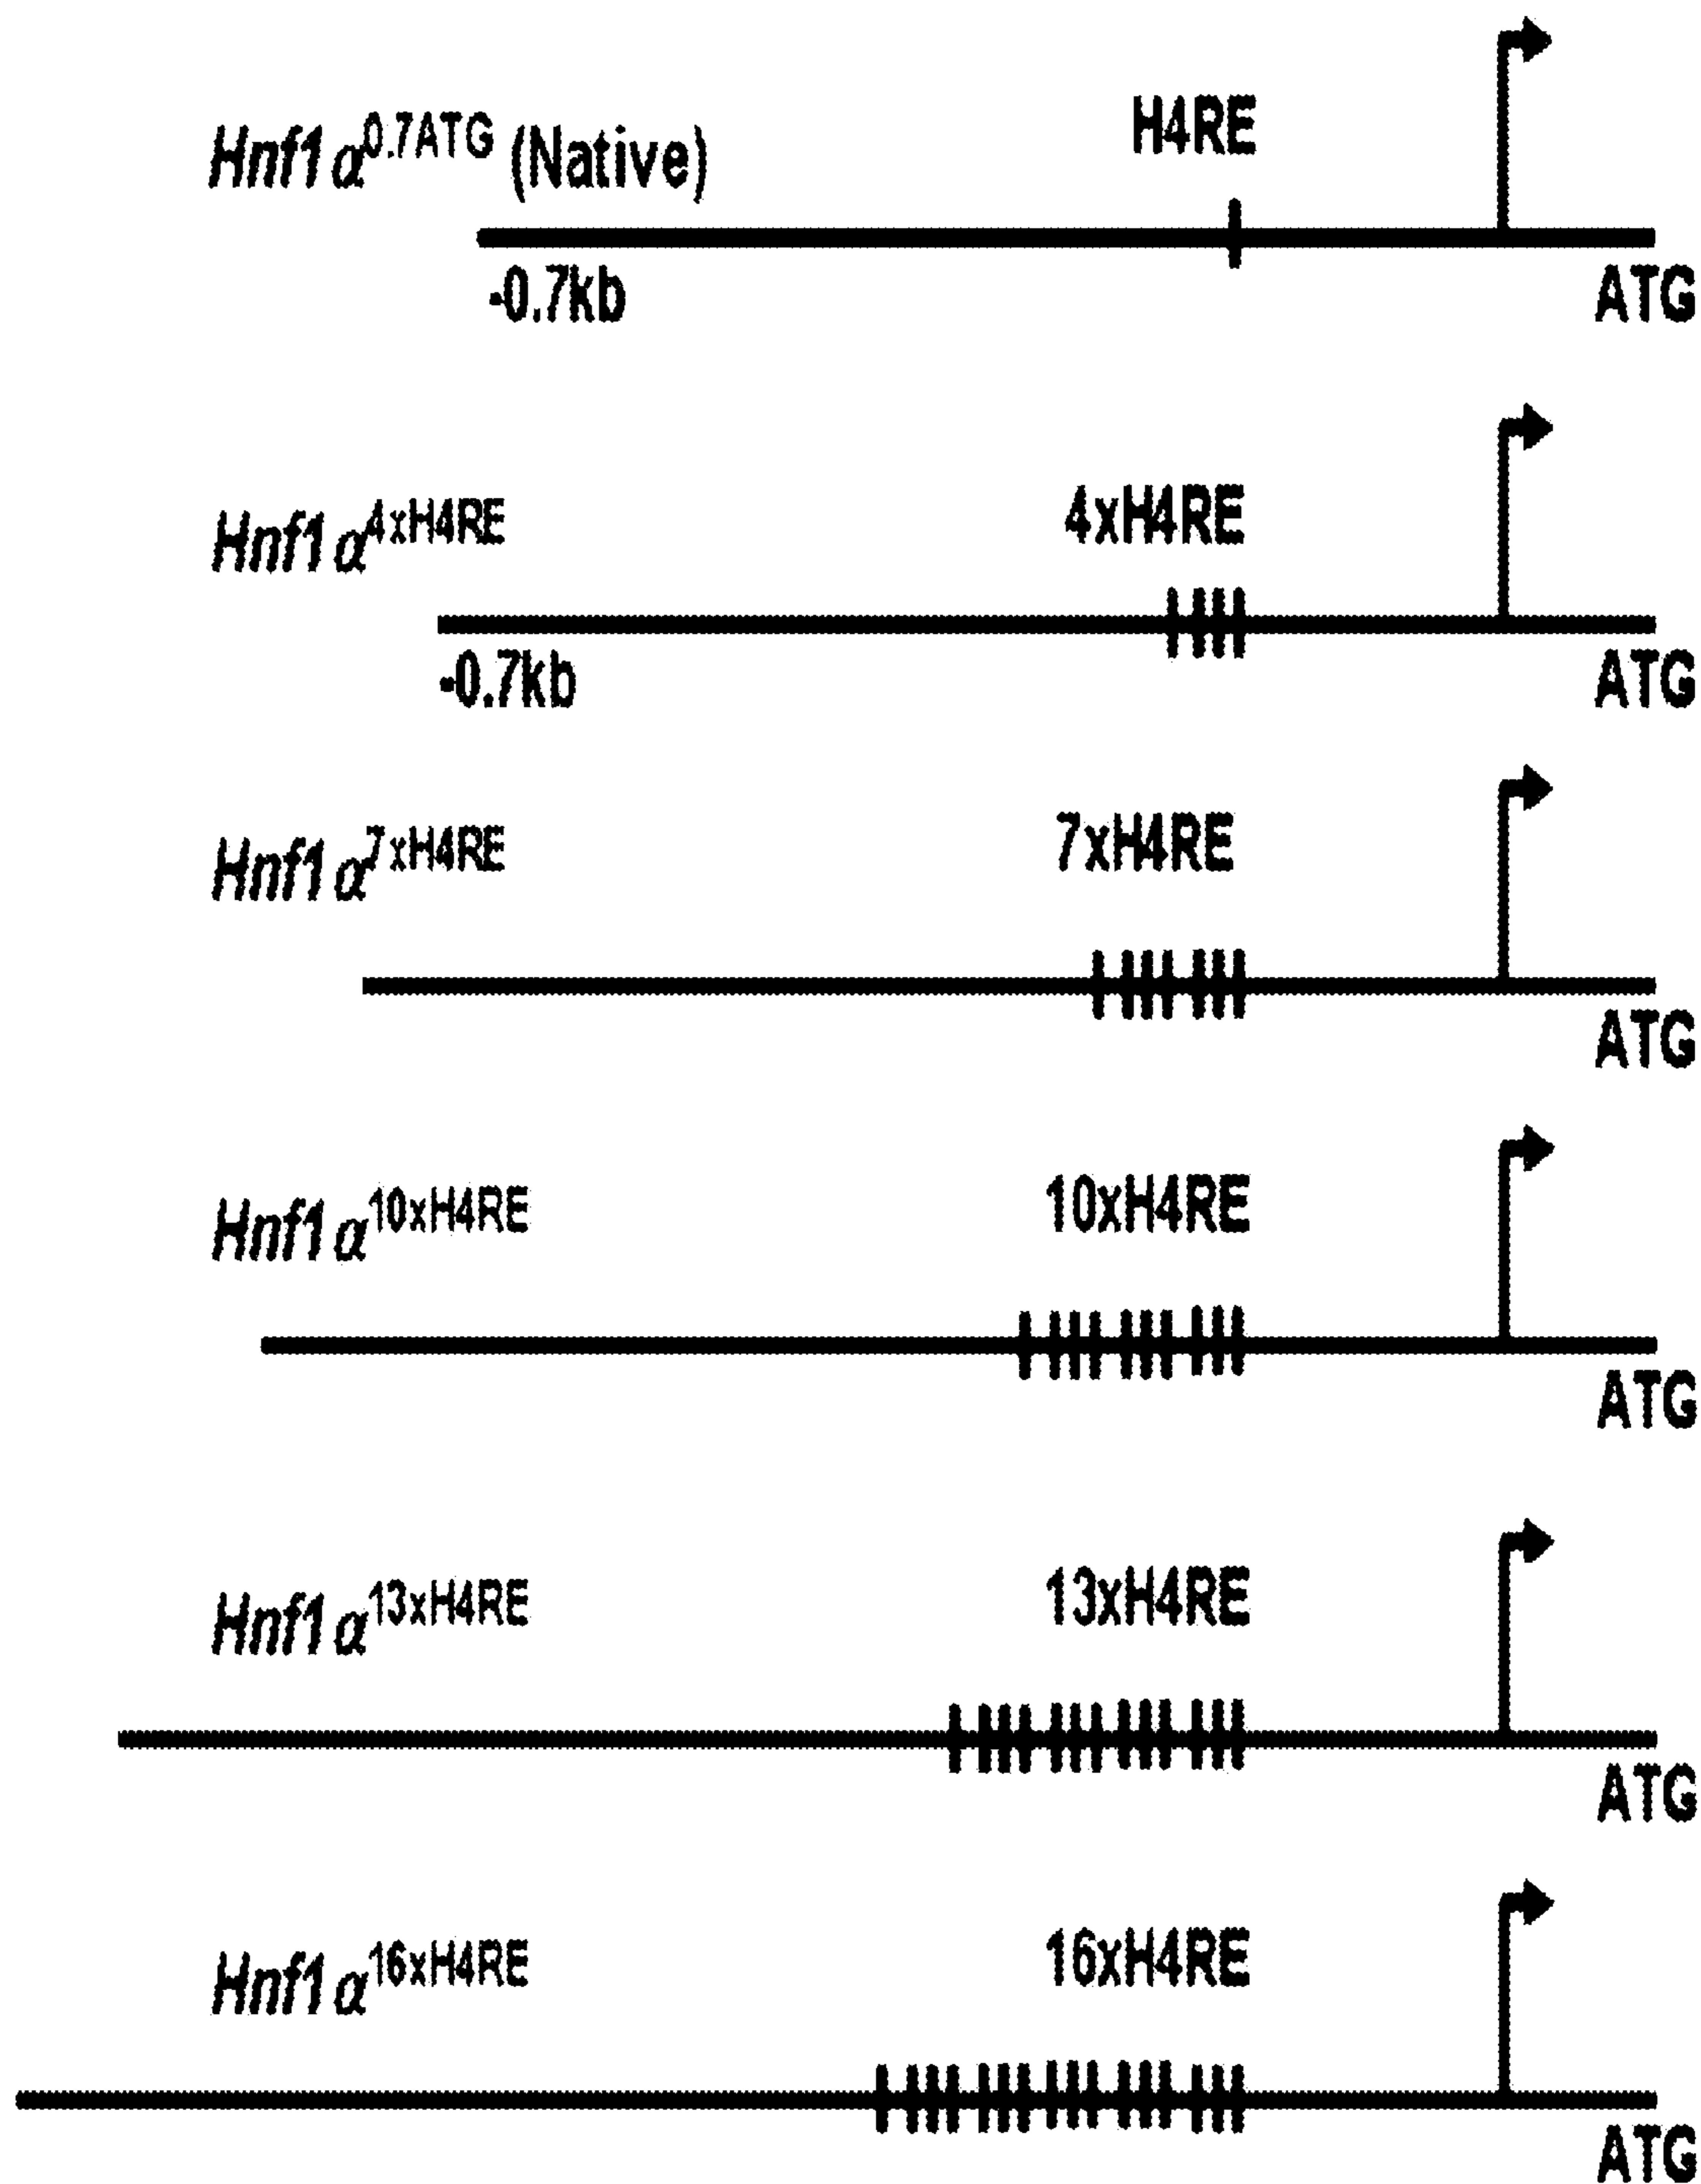 H4RE
Hnf1α0.7ATG (Native)
-0.7kb
ATG
4xH4RE
Hnf1α4xH4RE
-0.7kb
ATG
7xH4RE
Hnf1α7xH4RE
ATG
10xH4RE
Hnf1α10xH4RE
ATG
13xH4RE
Hnf1α13xH4RE
ATG
16xH4RE
Hnf1α16xH4RE
ATG